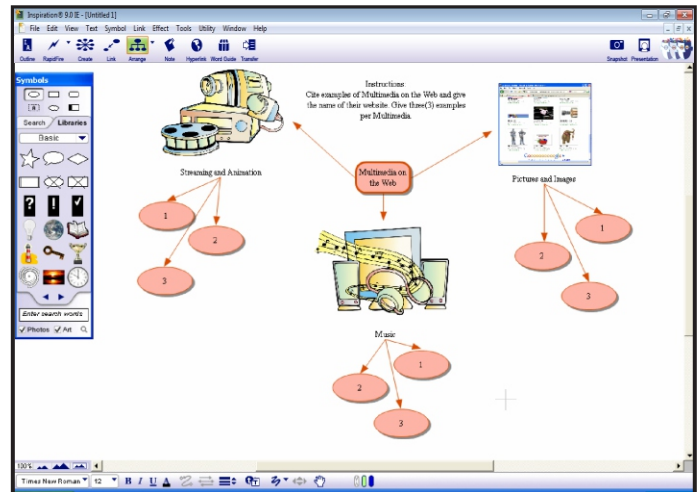 Inspiration® 9.0 IE - [Untitled 1]
File Edit View Text Symbol Link Effect Tools Utility Window Help
Outline RapidFire Create Link Arrange Note Hyperlink Word Guide Transfer Snapshot Presentation
Symbols
A
Search Libraries
Basic
? ! ✓
Enter search words
Photos Art
Instructions
Cite examples of Multimedia on the Web and give
the name of their website. Give three(3) examples
per Multimedia
Multimedia on
the Web
Streaming and Animation
1
2
3
Pictures and Images
1
2
3
Music
1
2
3
100%
Times New Roman 12 B I U A